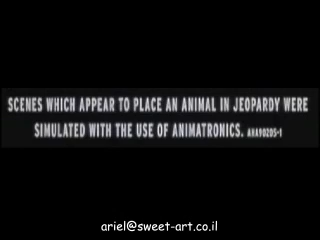 SCENES WHICH APPEAR TO PLACE AN ANIMAL IN JEOPARDY WERE
SIMULATED WITH THE USE OF ANIMATRONICS. AHA90205-1
ariel@sweet-art.co.il